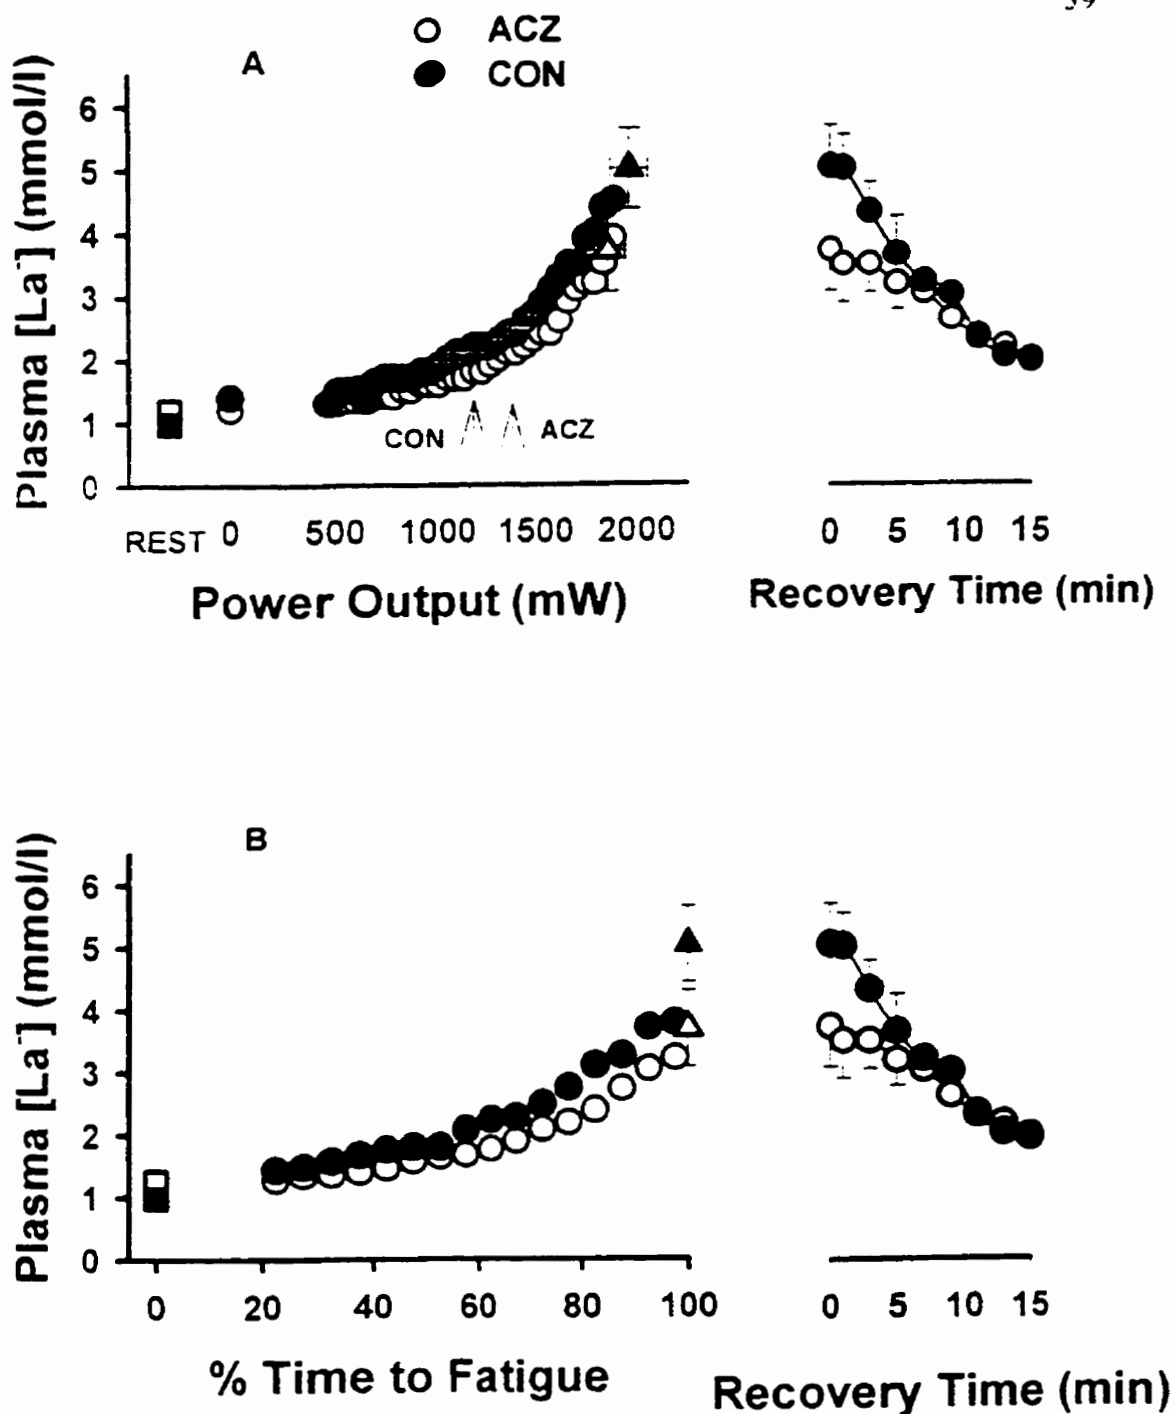 ACZ
CON
A
Plasma [La-] (mmol/l)
6
5
4
3
2
1
0
CON
ACZ
REST 0 500 1000 1500 2000
0 5 10 15
Power Output (mW)
Recovery Time (min)
B
Plasma [La-] (mmol/l)
6
5
4
3
2
1
0
0 20 40 60 80 100
0 5 10 15
% Time to Fatigue
Recovery Time (min)